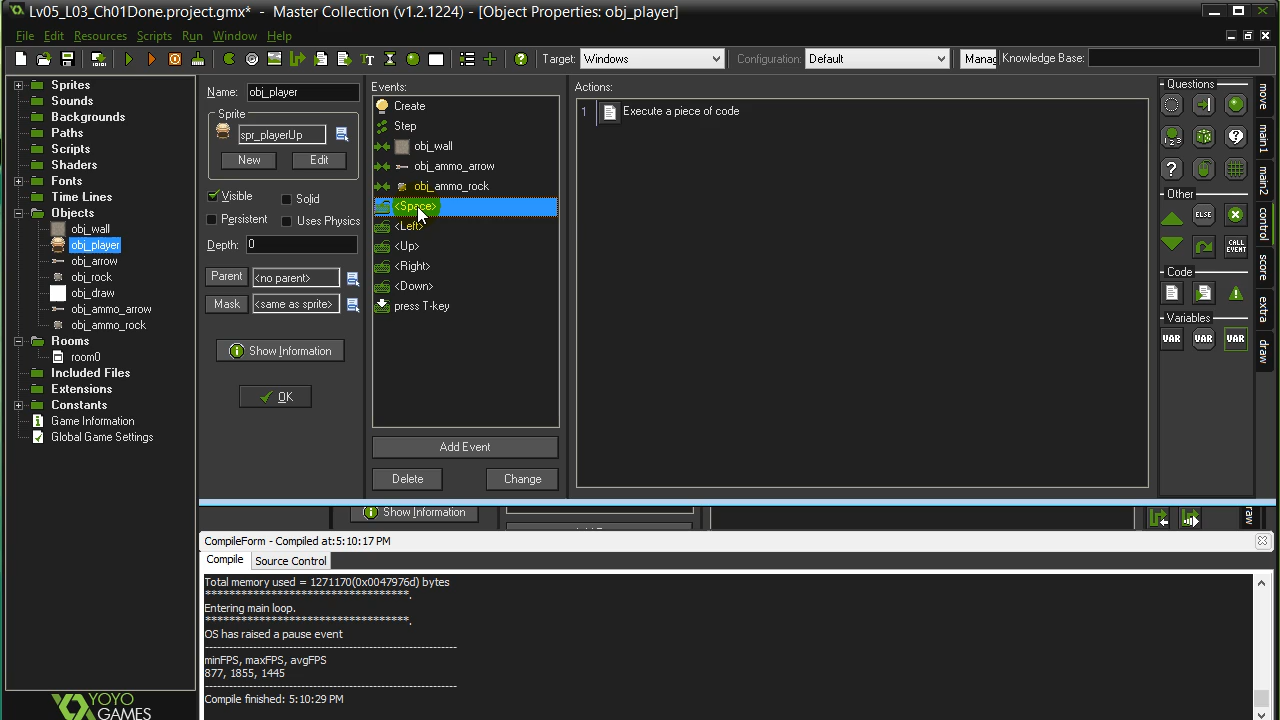 Lv05_L03_Ch01Done.project.gmx* - Master Collection (v1.2.1224) - [Object Properties: obj_player]
File Edit Resources Scripts Run Window Help
Target: Windows Configuration: Default Manag Knowledge Base:
Sprites
Sounds
Backgrounds
Paths
Scripts
Shaders
Fonts
Time Lines
Objects
obj_wall
obj_player
obj_arrow
obj_rock
obj_draw
obj_ammo_arrow
obj_ammo_rock
Rooms
room0
Included Files
Extensions
Constants
Game Information
Global Game Settings
YOYO
GAMES
Name: obj_player
Sprite
spr_playerUp
New Edit
Visible Solid
Persistent Uses Physics
Depth: 0
Parent <no parent>
Mask <same as sprite>
Show Information
OK
Events:
Create
Step
obj_wall
obj_ammo_arrow
obj_ammo_rock
<Space>
<Left>
<Up>
<Right>
<Down>
press T-key
Add Event
Delete Change
Actions:
1 Execute a piece of code
Questions
1,2,3
Other
ELSE
CALL
EVENT
Code
Variables
VAR VAR VAR
move
main1
main2
control
score
extra
draw
Show Information
raw
CompileForm - Compiled at:5:10:17 PM
Compile Source Control
Total memory used = 1271170(0x0047976d) bytes
***********************************.
Entering main loop.
***********************************.
OS has raised a pause event
minFPS, maxFPS, avgFPS
877, 1855, 1445
Compile finished: 5:10:29 PM